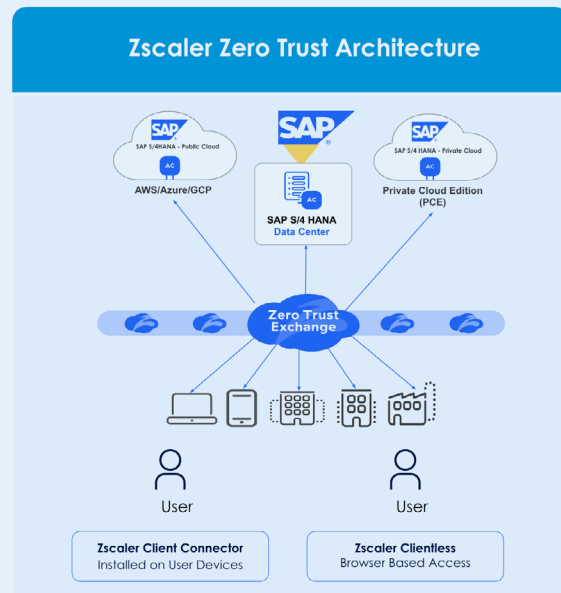 Zscaler Zero Trust Architecture
SAP
SAP S/4HANA - Public Cloud
AC
AWS/Azure/GCP
SAP
AC
SAP S/4 HANA
Data Center
SAP
SAP S/4 HANA - Private Cloud
AC
Private Cloud Edition
(PCE)
Zero Trust
Exchange
User
User
Zscaler Client Connector
Installed on User Devices
Zscaler Clientless
Browser Based Access